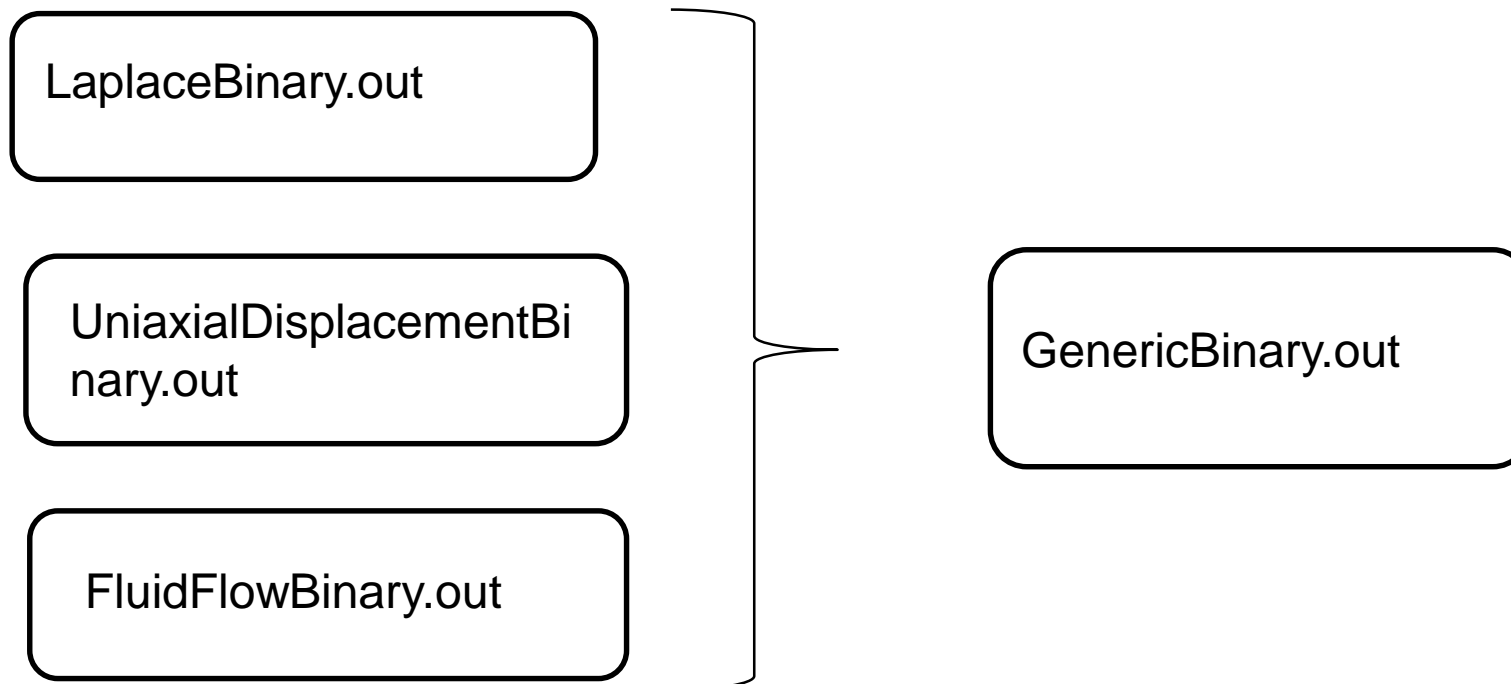 LaplaceBinary.out
UniaxialDisplacementBi
nary.out
GenericBinary.out
FluidFlowBinary.out